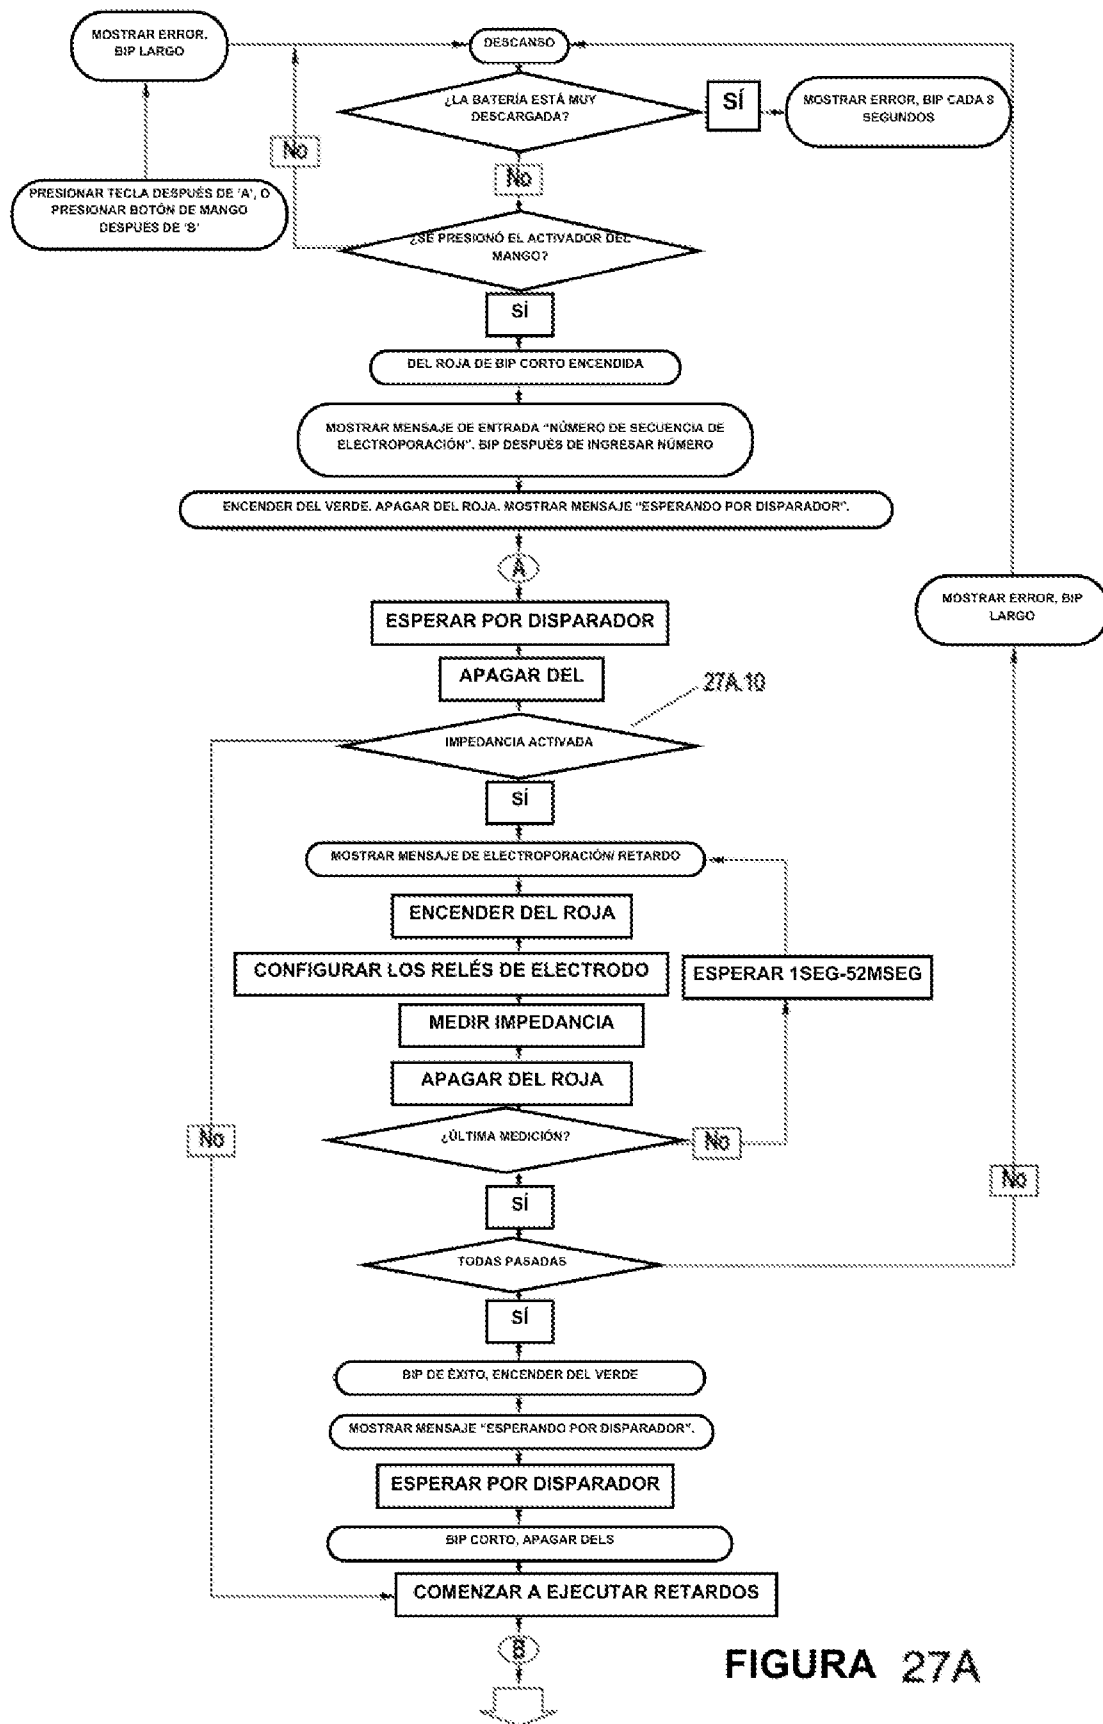 MOSTRAR ERROR,
BIP LARGO
DESCANSO
¿LA BATERÍA ESTÁ MUY
DESCARGADA?
SÍ
MOSTRAR ERROR, BIP CADA 8
SEGUNDOS
No
No
PRESIONAR TECLA DESPUÉS DE 'A', O
PRESIONAR BOTÓN DE MANGO
DESPUÉS DE 'B'
¿SE PRESIONÓ EL ACTIVADOR DEL
MANGO?
SÍ
DEL ROJA DE BIP CORTO ENCENDIDA
MOSTRAR MENSAJE DE ENTRADA "NÚMERO DE SECUENCIA DE
ELECTROPORACIÓN". BIP DESPUÉS DE INGRESAR NÚMERO
ENCENDER DEL VERDE. APAGAR DEL ROJA. MOSTRAR MENSAJE "ESPERANDO POR DISPARADOR".
A
MOSTRAR ERROR, BIP
LARGO
ESPERAR POR DISPARADOR
APAGAR DEL
27A.10
IMPEDANCIA ACTIVADA
SÍ
MOSTRAR MENSAJE DE ELECTROPORACIÓN/ RETARDO
ENCENDER DEL ROJA
CONFIGURAR LOS RELÉS DE ELECTRODO
ESPERAR 1SEG-52MSEG
MEDIR IMPEDANCIA
APAGAR DEL ROJA
No
¿ÚLTIMA MEDICIÓN?
No
No
SÍ
TODAS PASADAS
SÍ
BIP DE ÉXITO, ENCENDER DEL VERDE
MOSTRAR MENSAJE "ESPERANDO POR DISPARADOR".
ESPERAR POR DISPARADOR
BIP CORTO, APAGAR DELS
COMENZAR A EJECUTAR RETARDOS
B
FIGURA 27A